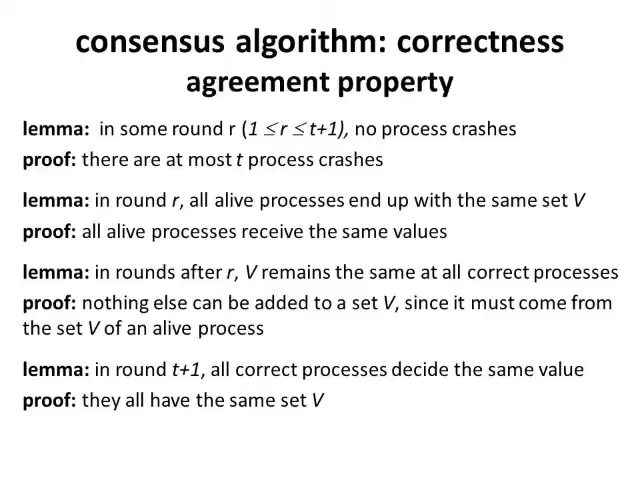 consensus algorithm: correctness
agreement property
lemma: in some round r (1 ≤ r ≤ t+1), no process crashes
proof: there are at most t process crashes
lemma: in round r, all alive processes end up with the same set V
proof: all alive processes receive the same values
lemma: in rounds after r, V remains the same at all correct processes
proof: nothing else can be added to a set V, since it must come from
the set V of an alive process
lemma: in round t+1, all correct processes decide the same value
proof: they all have the same set V